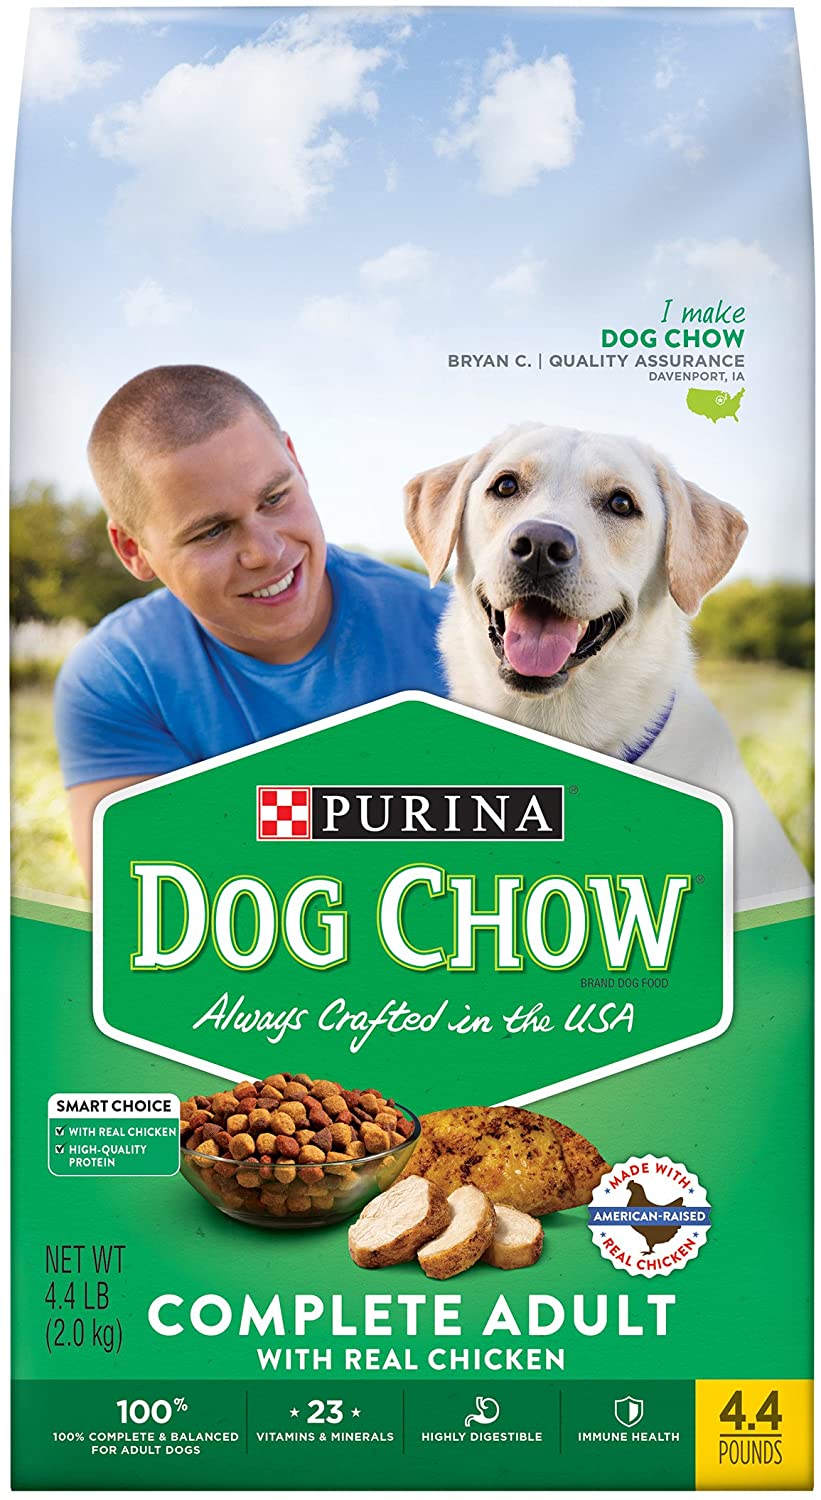 I make
DOG CHOW
BRYAN C. | QUALITY ASSURANCE
DAVENPORT, IA
PURINA®
DOG CHOW®
BRAND DOG FOOD
Always Crafted in the USA
SMART CHOICE
WITH REAL CHICKEN
HIGH-QUALITY
PROTEIN
MADE WITH
AMERICAN-RAISED
REAL CHICKEN
NET WT
4.4 LB
(2.0 kg)
COMPLETE ADULT
WITH REAL CHICKEN
100%
100% COMPLETE & BALANCED
FOR ADULT DOGS
★ 23 ★
VITAMINS & MINERALS
HIGHLY DIGESTIBLE
IMMUNE HEALTH
4.4
POUNDS